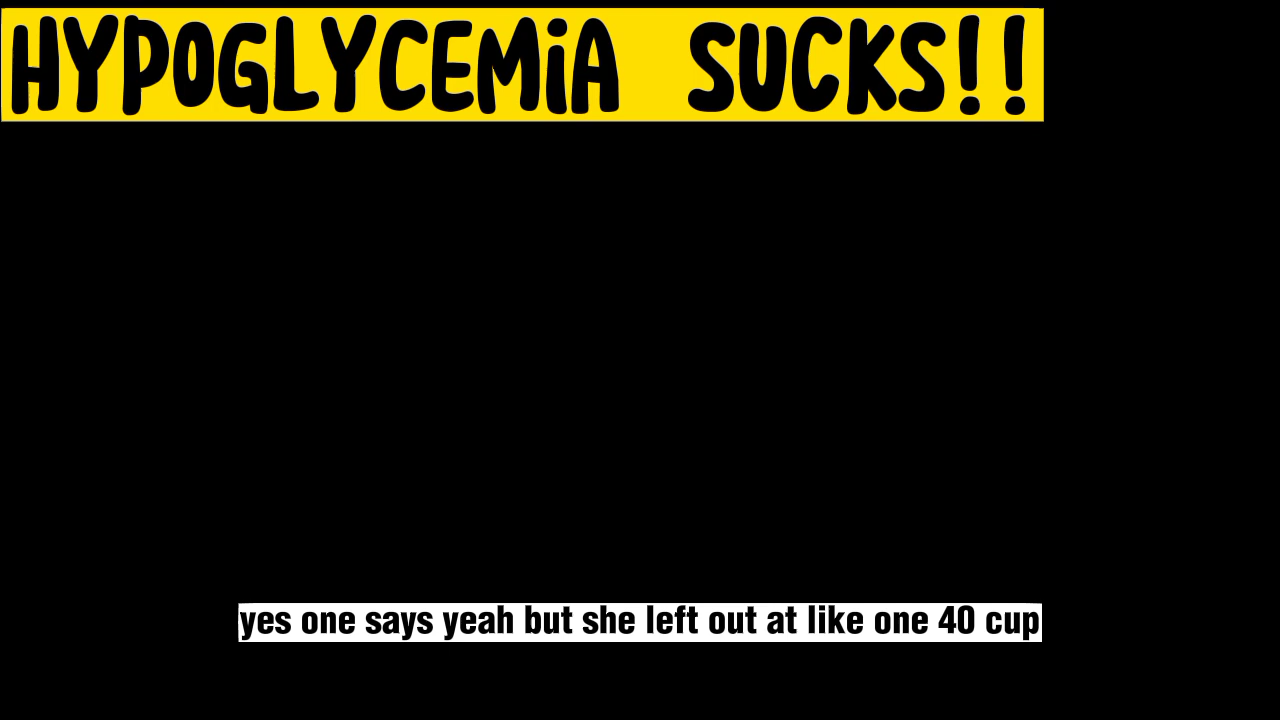 HYPOGLYCEMiA SUCKS!!
yes one says yeah but she left out at like one 40 cup